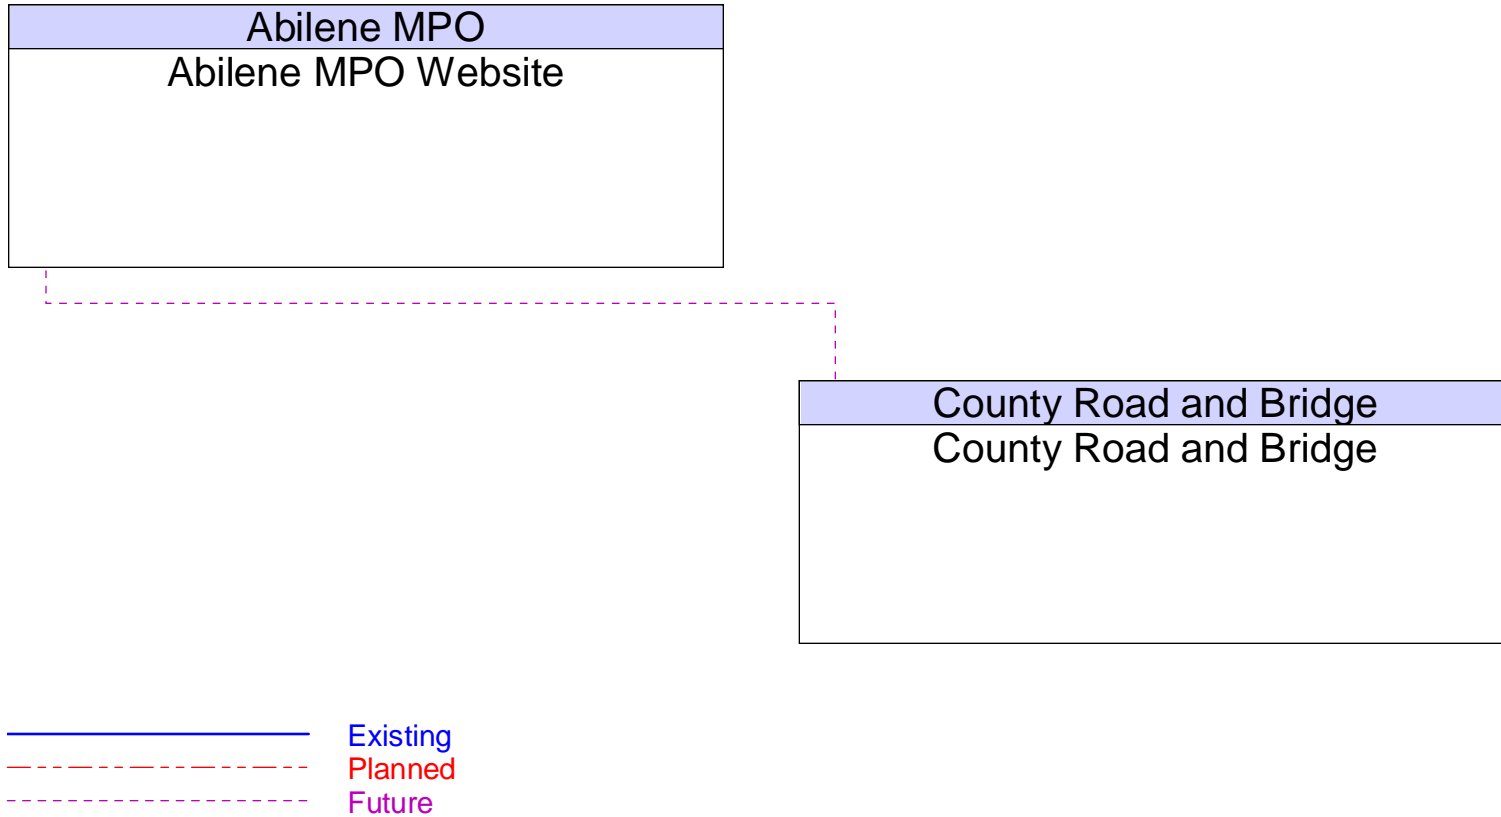 Abilene MPO
Abilene MPO Website
County Road and Bridge
County Road and Bridge
Existing
Planned
Future